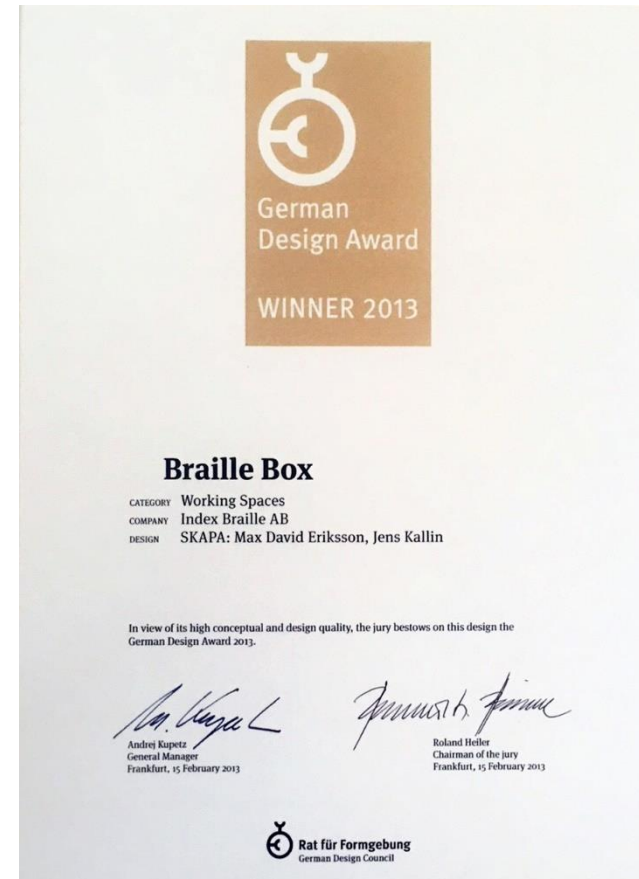 German
Design Award
WINNER 2013
Braille Box
CATEGORY Working Spaces
COMPANY Index Braille AB
DESIGN SKAPA: Max David Eriksson, Jens Kallin
In view of its high conceptual and design quality, the jury bestows on this design the
German Design Award 2013.
Andrej Kupetz
General Manager
Frankfurt, 15 February 2013
Roland Heiler
Chairman of the jury
Frankfurt, 15 February 2013
Rat für Formgebung
German Design Council